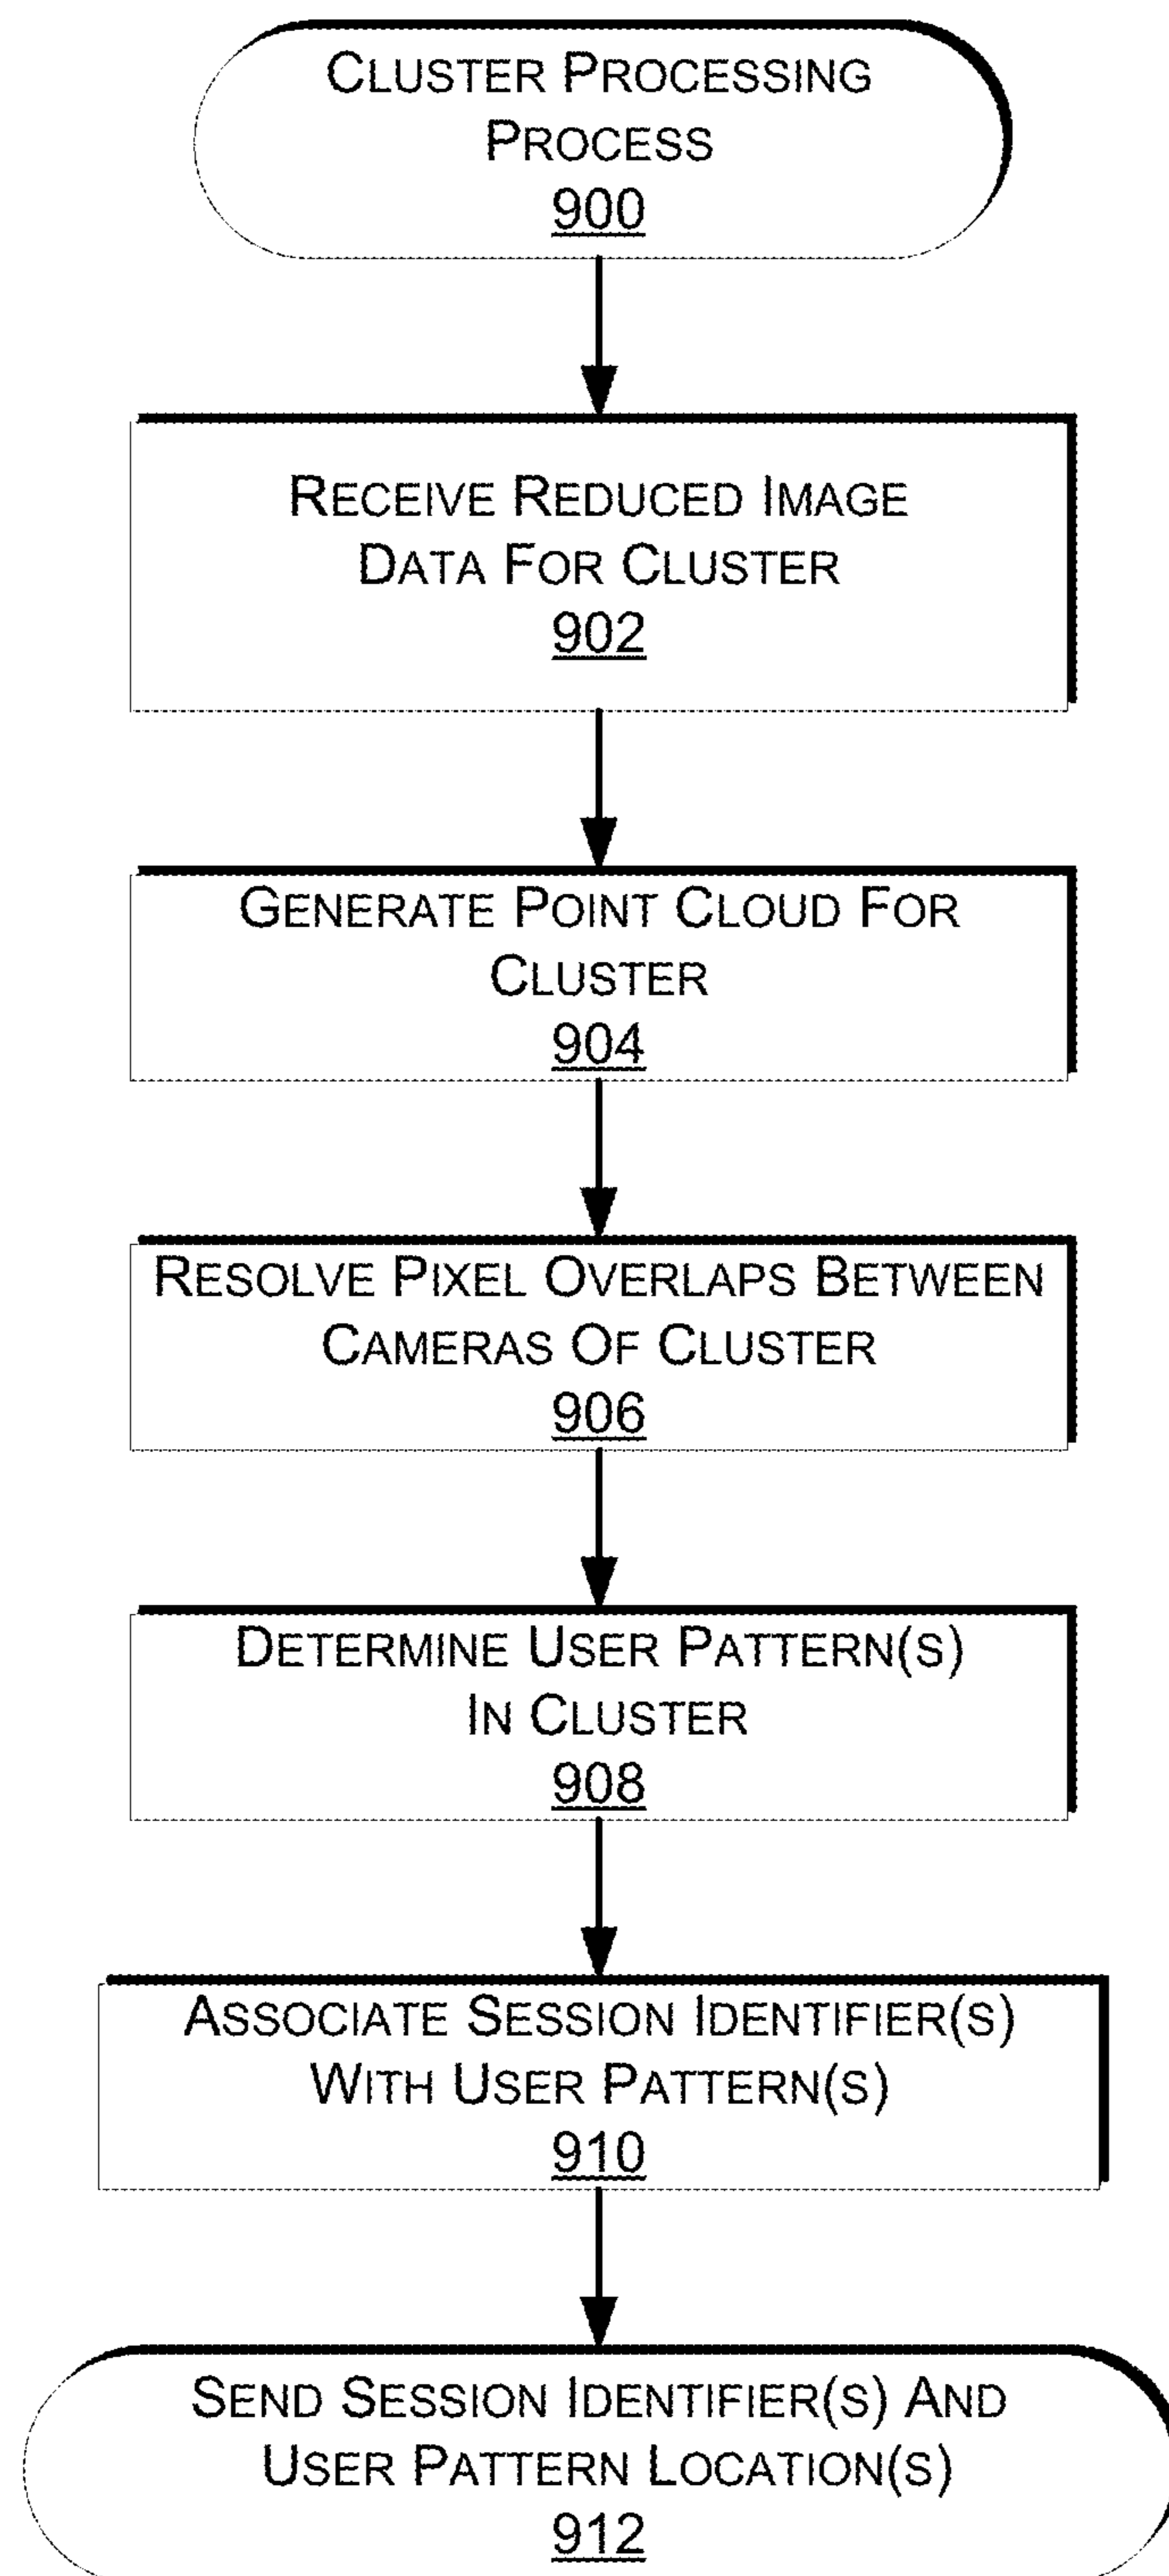 CLUSTER PROCESSING
PROCESS
900
RECEIVE REDUCED IMAGE
DATA FOR CLUSTER
902
GENERATE POINT CLOUD FOR
CLUSTER
904
RESOLVE PIXEL OVERLAPS BETWEEN
CAMERAS OF CLUSTER
906
DETERMINE USER PATTERN(S)
IN CLUSTER
908
ASSOCIATE SESSION IDENTIFIER(S)
WITH USER PATTERN(S)
910
SEND SESSION IDENTIFIER(S) AND
USER PATTERN LOCATION(S)
912